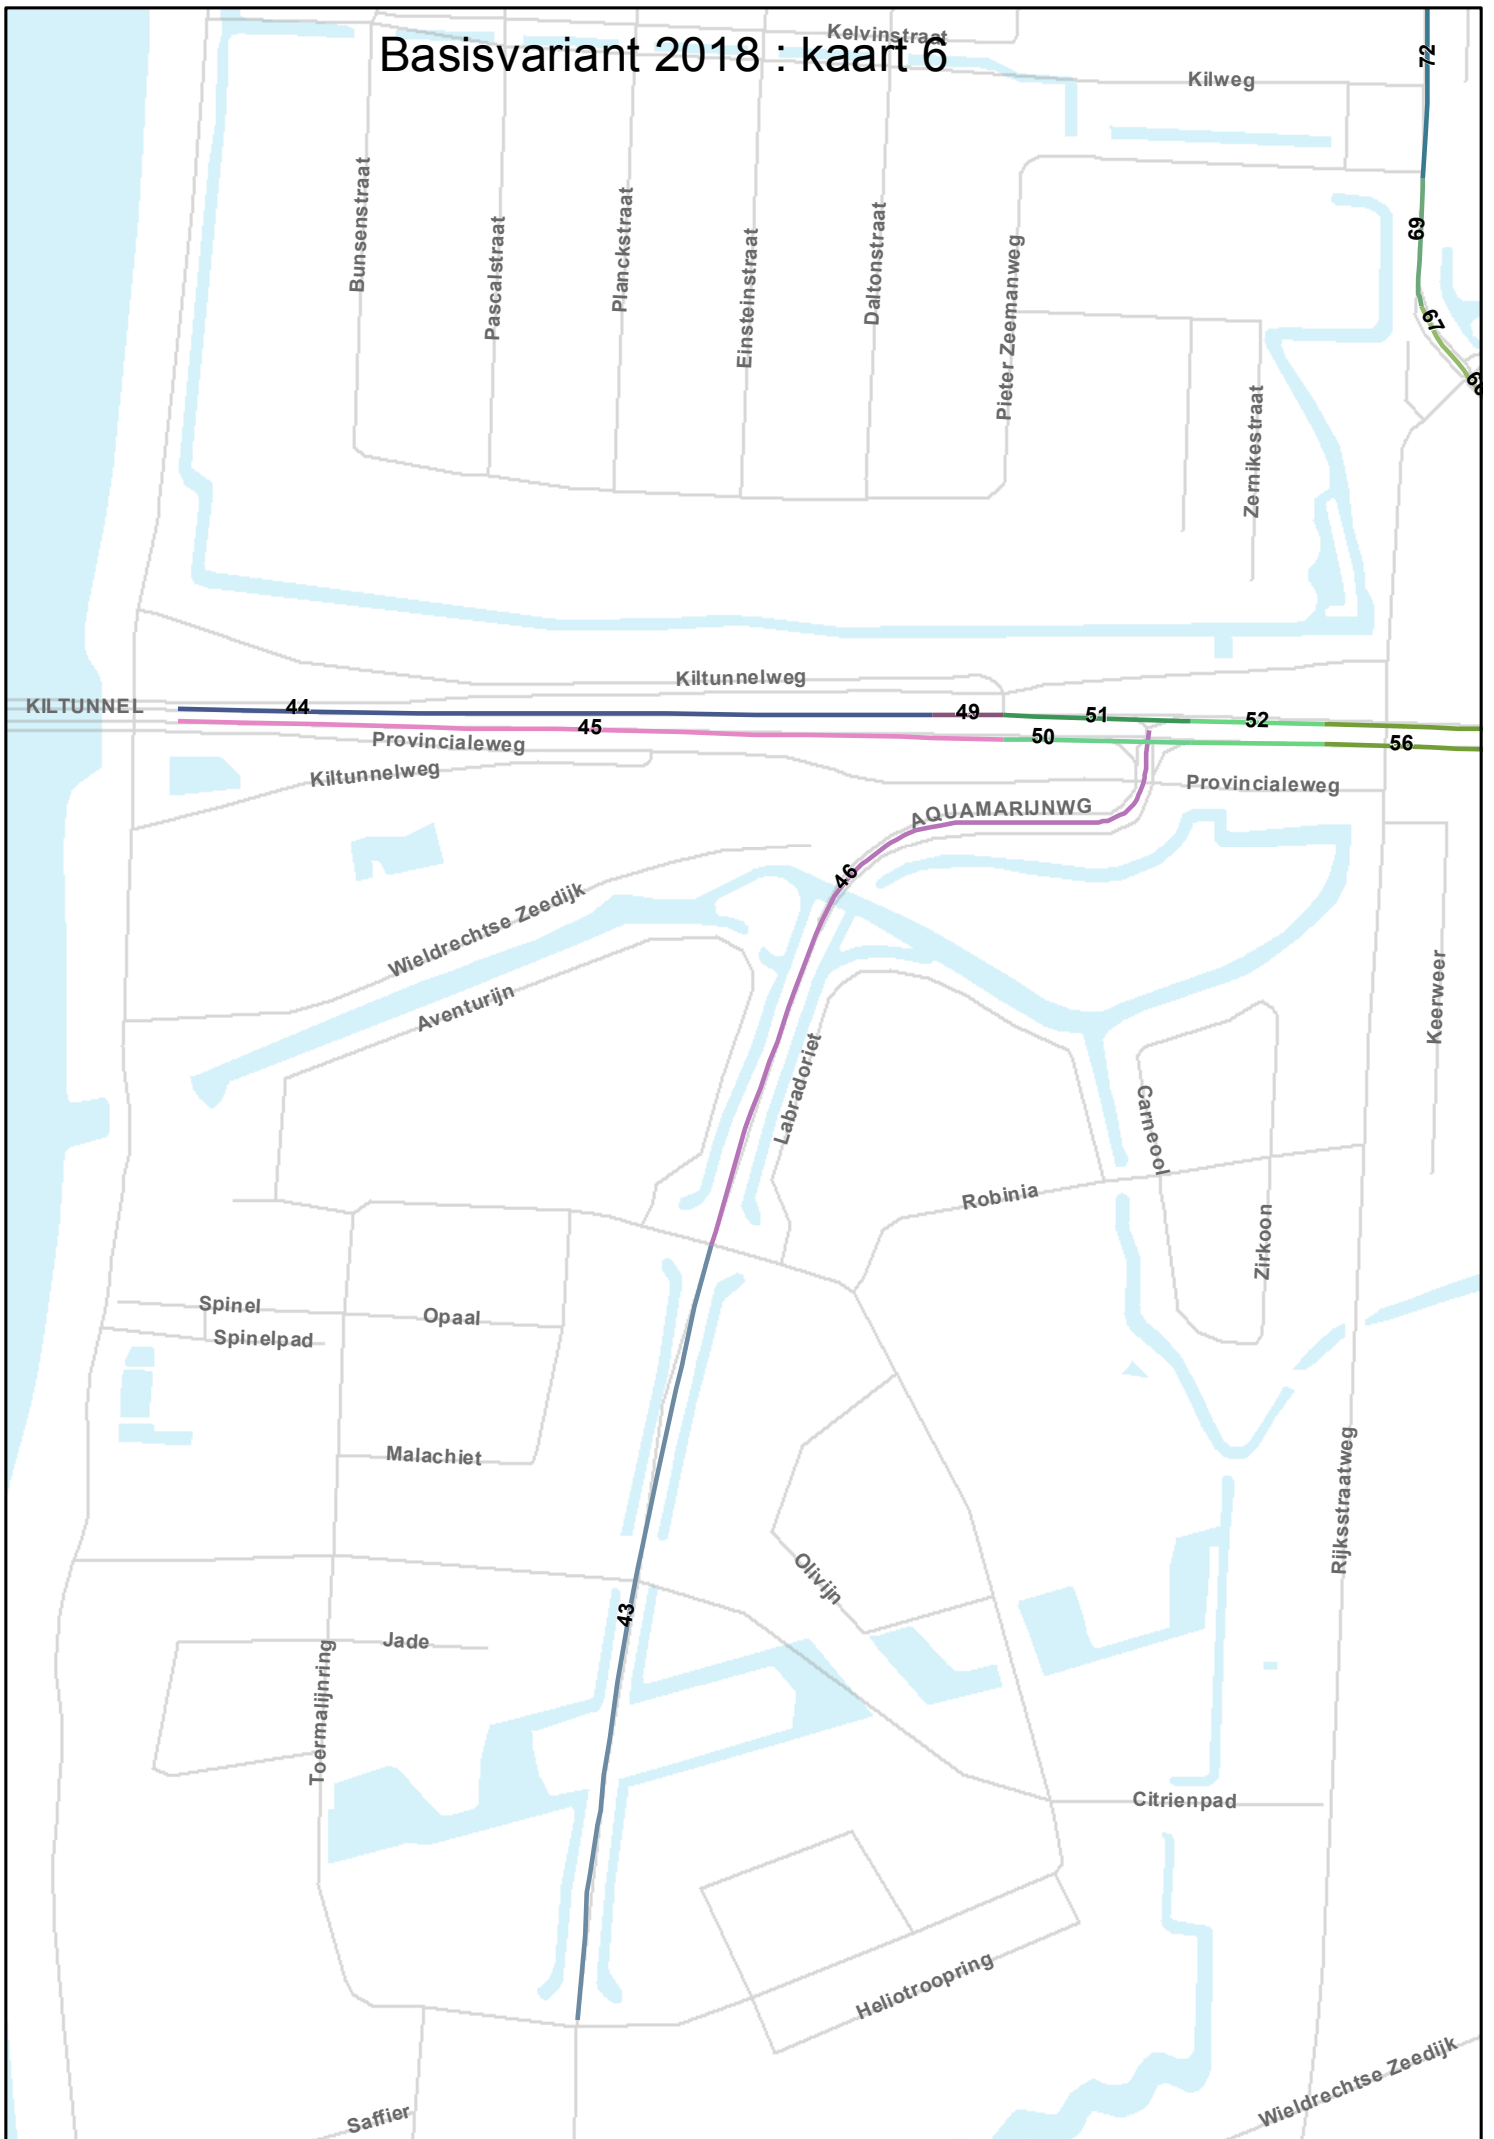 Kelvinstraat
Basisvariant 2018 : kaart 6
72
Kilweg
Bunsenstraat
Pascalstraat
Planckstraat
Einsteinstraat
Daltonstraat
Pieter Zeemanweg
69
67
Zernikestraat
Kiltunnelweg
KILTUNNEL
44
45
49
51
52
50
56
Provincialeweg
Kiltunnelweg
Provincialeweg
AQUAMARIJNWG
46
Wieldrechtse Zeedijk
Aventurijn
Labradoriet
Keerweer
Carneool
Robinia
Zirkoon
Spinel
Opaal
Spinelpad
Malachiet
Rijksstraatweg
Olivijn
43
Jade
Toermalijnring
Citrienpad
Heliotroopring
Saffier
Wieldrechtse Zeedijk